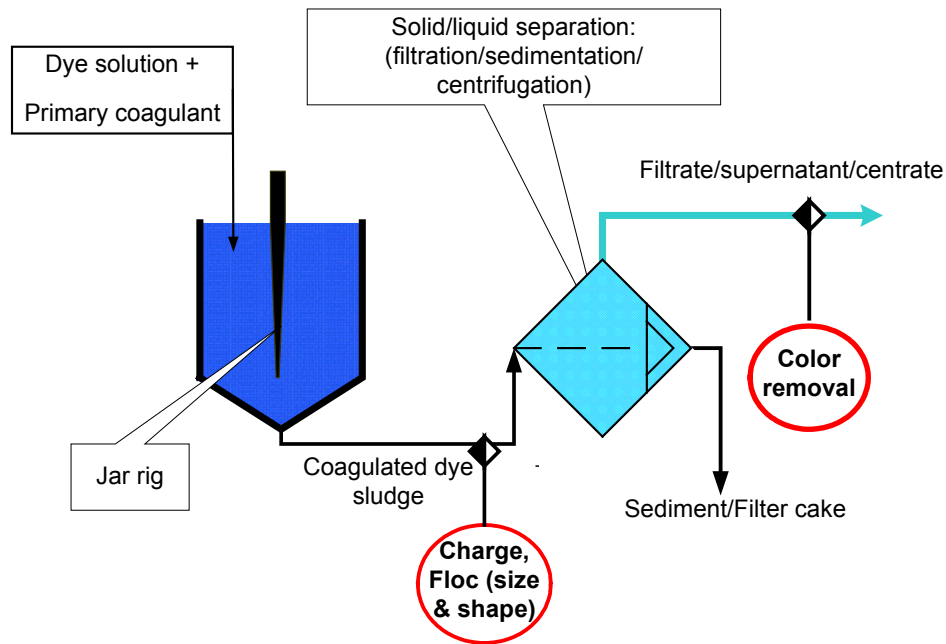 Dye solution +
Primary coagulant
Solid/liquid separation:
(filtration/sedimentation/
centrifugation)
Filtrate/supernatant/centrate
Color
removal
Jar rig
Coagulated dye
sludge
-
Sediment/Filter cake
Charge,
Floc (size
& shape)